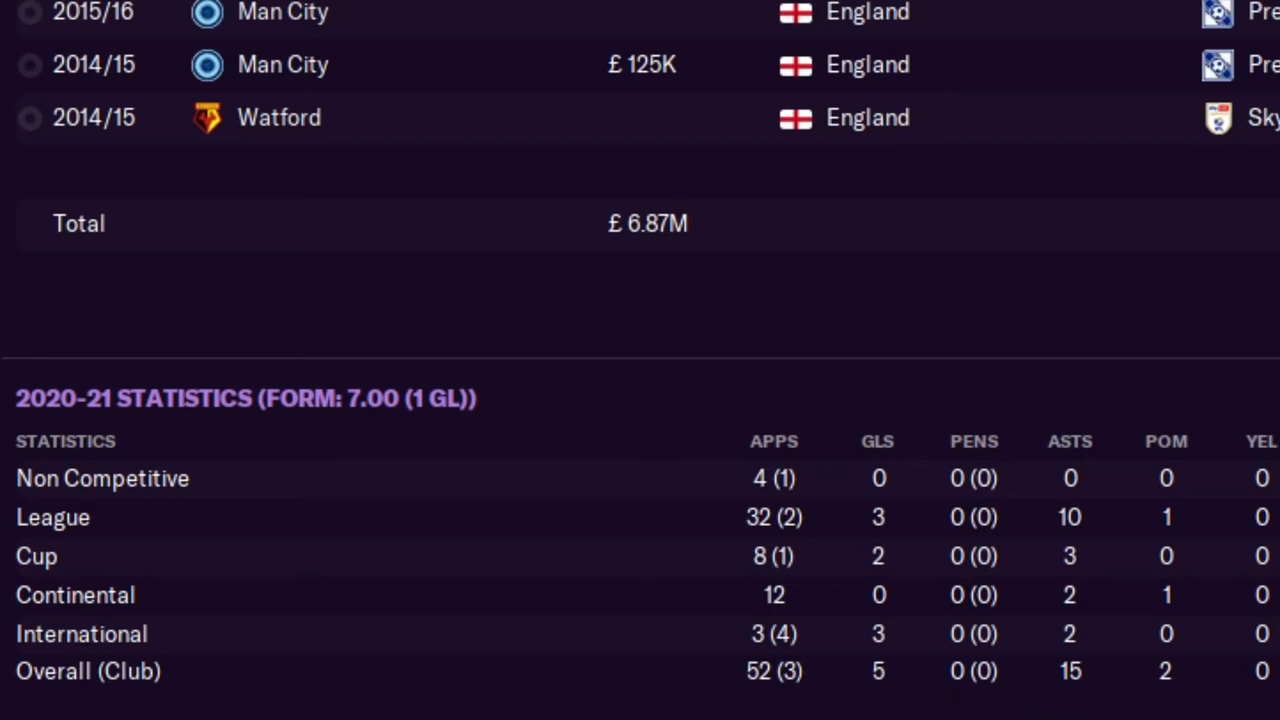 2015/16 Man City England Pre
2014/15 Man City £ 125K England Pre
2014/15 Watford England Sky
Total £ 6.87M
2020-21 STATISTICS (FORM: 7.00 (1 GL))
STATISTICS APPS GLS PENS ASTS POM YEL
Non Competitive 4 (1) 0 0 (0) 0 0 0
League 32 (2) 3 0 (0) 10 1 0
Cup 8 (1) 2 0 (0) 3 0 0
Continental 12 0 0 (0) 2 1 0
International 3 (4) 3 0 (0) 2 0 0
Overall (Club) 52 (3) 5 0 (0) 15 2 0